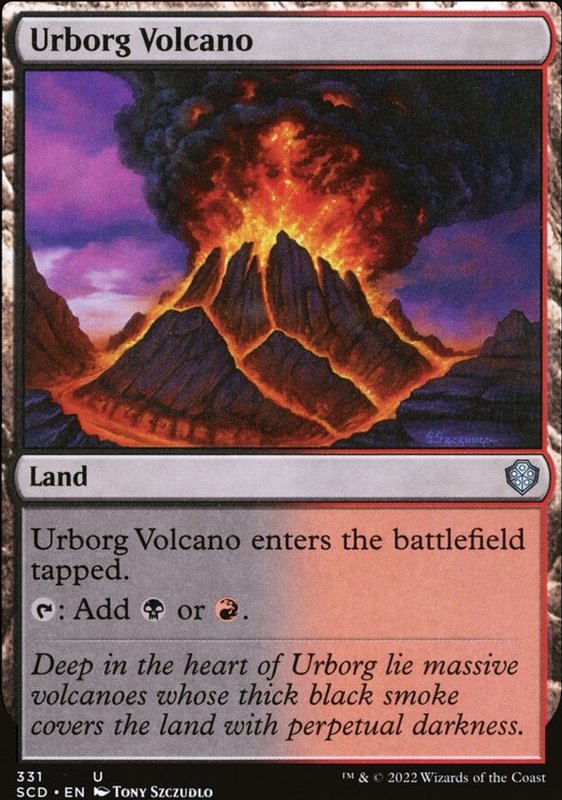 Urborg Volcano
Land
Urborg Volcano enters the battlefield
tapped.
: Add or .
Deep in the heart of Urborg lie massive
volcanoes whose thick black smoke
covers the land with perpetual darkness.
331 U
SCD • EN Tony Szczudlo
™ & © 2022 Wizards of the Coast